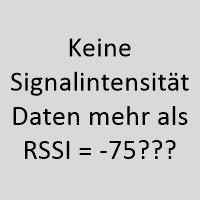 Keine
Signalintensität
Daten mehr als
RSSI = -75???